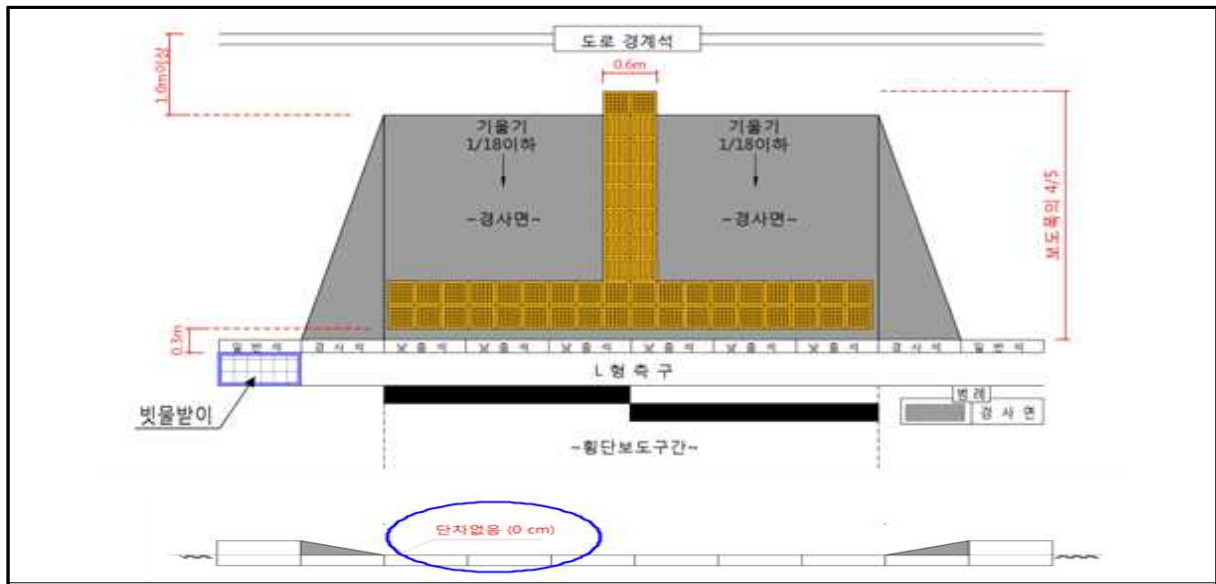 도로 경계석
0.6m
1.0m이상
기울기
1/18이하
기울기
1/18이하
~경사면~
~경사면~
보도폭의 4/5
0.3m
일반석 경사석 낮춤석 낮춤석 낮춤석 낮춤석 낮춤석 낮춤석 경사석 일반석
L 형 측 구
빗물받이
범 례
경 사 면
~횡단보도구간~
단차없음 (0 cm)